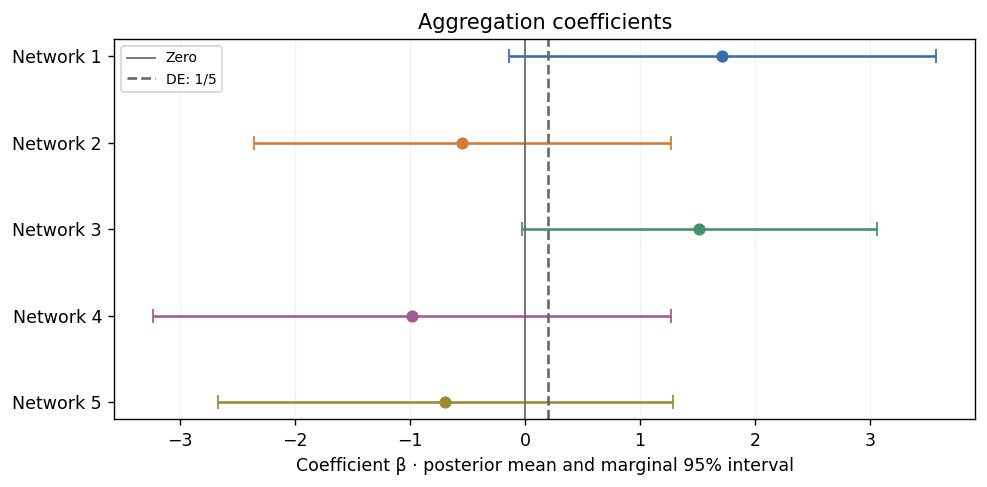 Aggregation coefficients
Network 1
Network 2
Network 3
Network 4
Network 5
Zero
DE: 1/5
−3 −2 −1 0 1 2 3
Coefficient β · posterior mean and marginal 95% interval